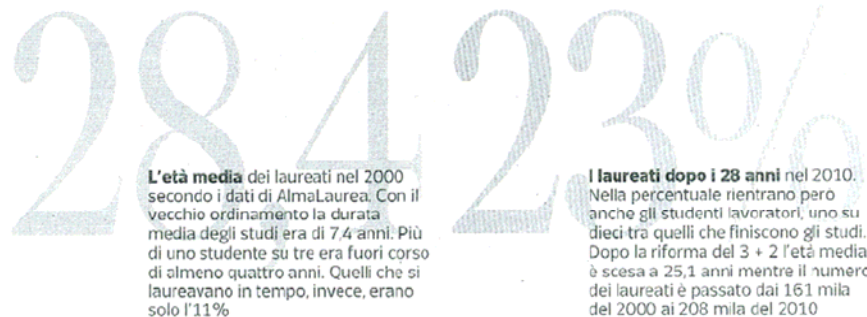 28,4
L'età media dei laureati nel 2000
secondo i dati di AlmaLaurea. Con il
vecchio ordinamento la durata
media degli studi era di 7,4 anni. Più
di uno studente su tre era fuori corso
di almeno quattro anni. Quelli che si
laureavano in tempo, invece, erano
solo l'11%
23%
I laureati dopo i 28 anni nel 2010.
Nella percentuale rientrano però
anche gli studenti lavoratori, uno su
dieci tra quelli che finiscono gli studi.
Dopo la riforma del 3 + 2 l'età media
è scesa a 25,1 anni mentre il numero
dei laureati è passato dai 161 mila
del 2000 ai 208 mila del 2010